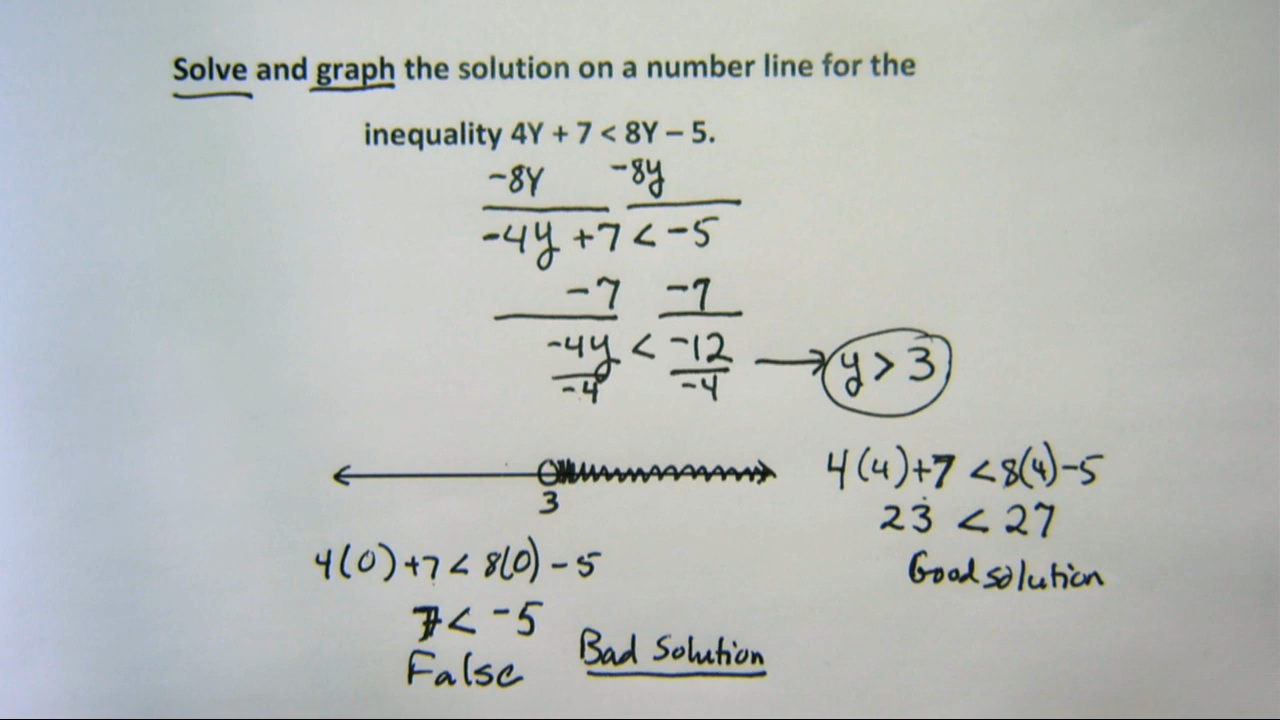 Solve and graph the solution on a number line for the
inequality 4Y + 7 < 8Y – 5.
-8Y -8y
-4y +7 < -5
-7 -7
-4y < -12 → y > 3
-4 -4
3
4(4)+7 < 8(4)-5
23 < 27
Good solution
4(0)+7 < 8(0) - 5
7 < -5
False
Bad Solution